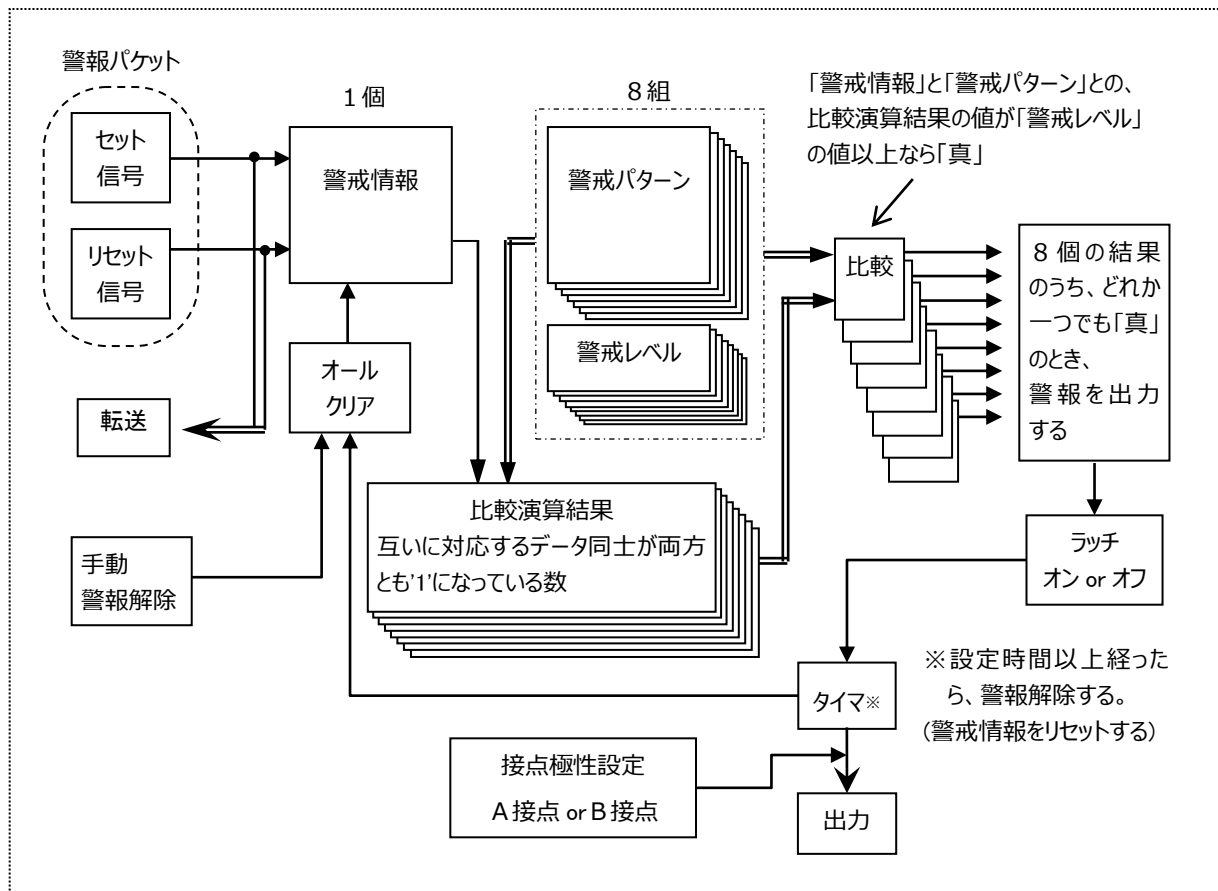 警報パケット
セット
信号
リセット
信号
転送
手動
警報解除
1個
警戒情報
オール
クリア
8組
警戒パターン
警戒レベル
比較演算結果
互いに対応するデータ同士が両方
とも'1'になっている数
「警戒情報」と「警戒パターン」との、
比較演算結果の値が「警戒レベル」
の値以上なら「真」
比較
8個の結果
のうち、どれか
一つでも「真」
のとき、
警報を出力
する
ラッチ
オン or オフ
タイマ※
※設定時間以上経った
ら、警報解除する。
(警戒情報をリセットする)
接点極性設定
A接点 or B接点
出力